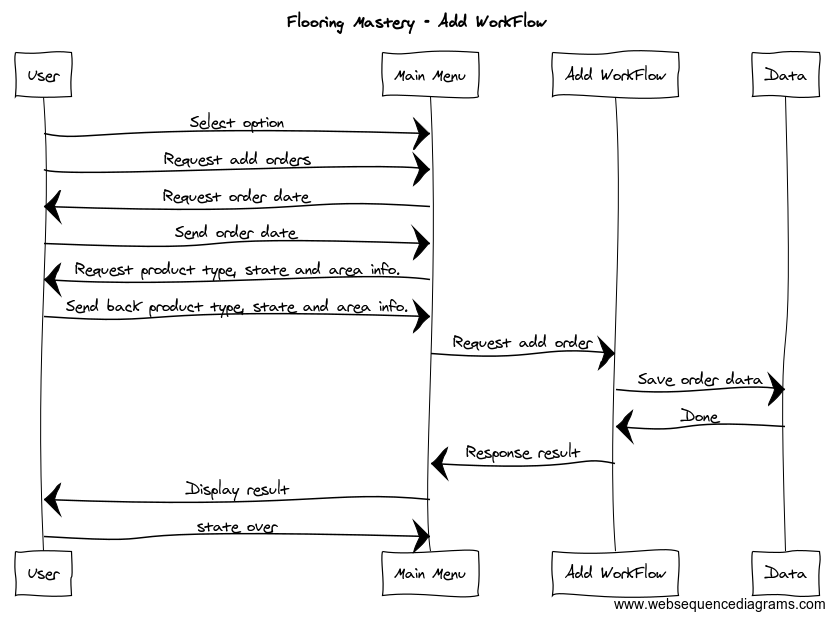 Flooring Mastery - Add WorkFlow
User
Main Menu
Add WorkFlow
Data
Select option
Request add orders
Request order date
Send order date
Request product type, state and area info.
Send back product type, state and area info.
Request add order
Save order data
Done
Response result
Display result
state over
User
Main Menu
Add WorkFlow
Data
www.websequencediagrams.com